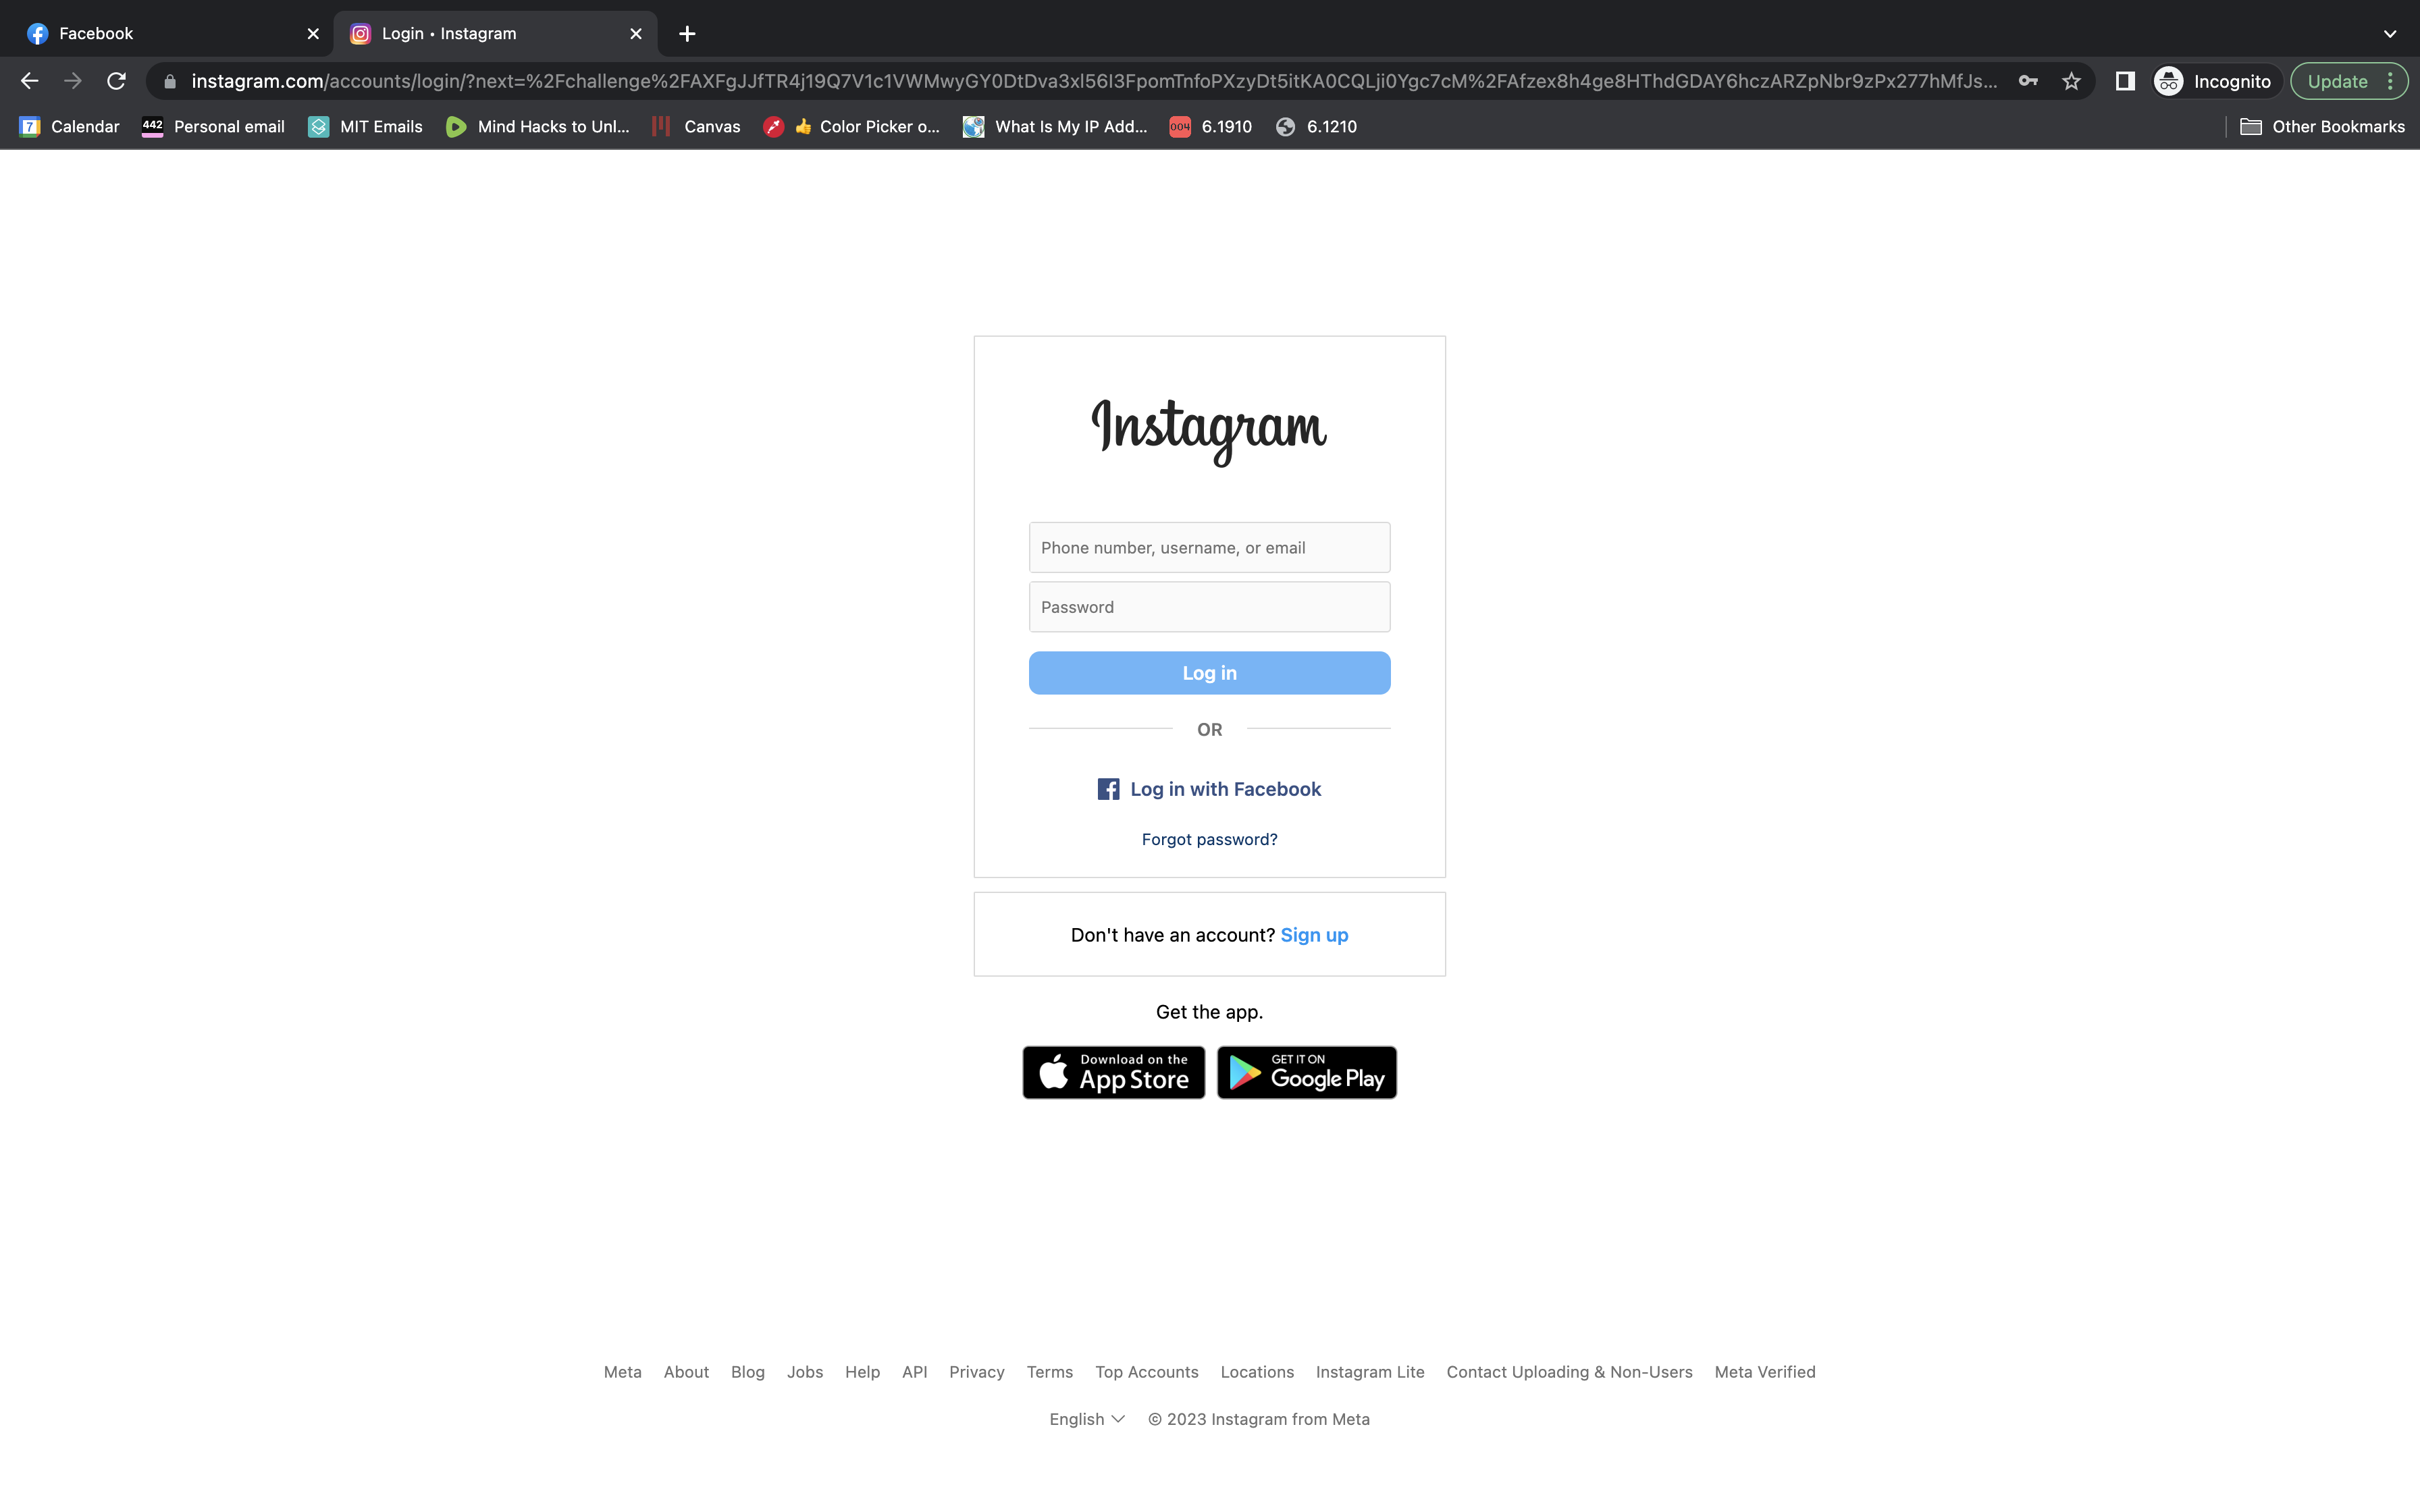 Facebook
Login • Instagram
instagram.com/accounts/login/?next=%2Fchallenge%2FAXFgJJfTR4j19Q7V1c1VWMwyGY0DtDva3xl56I3FpomTnfoPXzyDt5itKA0CQLji0Ygc7cM%2FAfzex8h4ge8HThdGDAY6hczARZpNbr9zPx277hMfJs...
Incognito
Update
7 Calendar
442 Personal email
MIT Emails
Mind Hacks to Unl...
Canvas
👍 Color Picker o...
What Is My IP Add...
004 6.1910
6.1210
Other Bookmarks
Instagram
Phone number, username, or email
Password
Log in
OR
Log in with Facebook
Forgot password?
Don't have an account? Sign up
Get the app.
Download on the
App Store
GET IT ON
Google Play
Meta About Blog Jobs Help API Privacy Terms Top Accounts Locations Instagram Lite Contact Uploading & Non-Users Meta Verified
English © 2023 Instagram from Meta